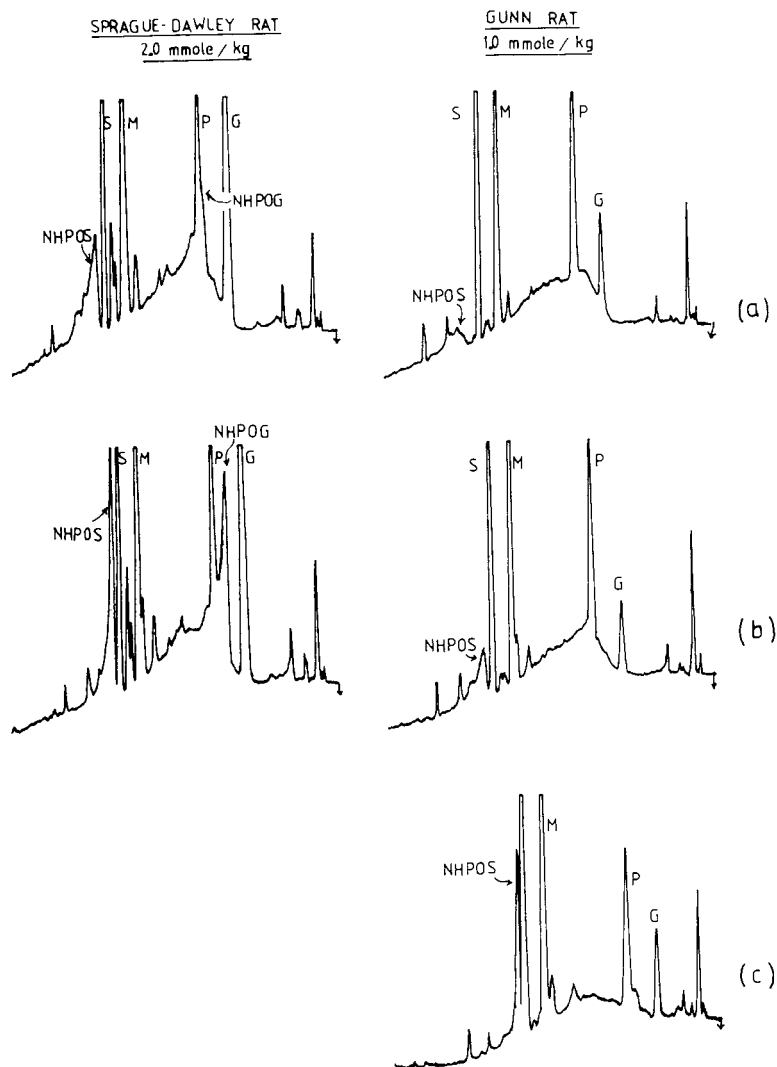 SPRAGUE-DAWLEY RAT
2.0 mmole / kg
GUNN RAT
1.0 mmole / kg
S
M
P
G
NHPOS
NHPOG
S
M
P
G
NHPOS
(a)
NHPOG
S
M
P
G
NHPOS
S
M
P
G
NHPOS
(b)
M
NHPOS
P
G
(c)